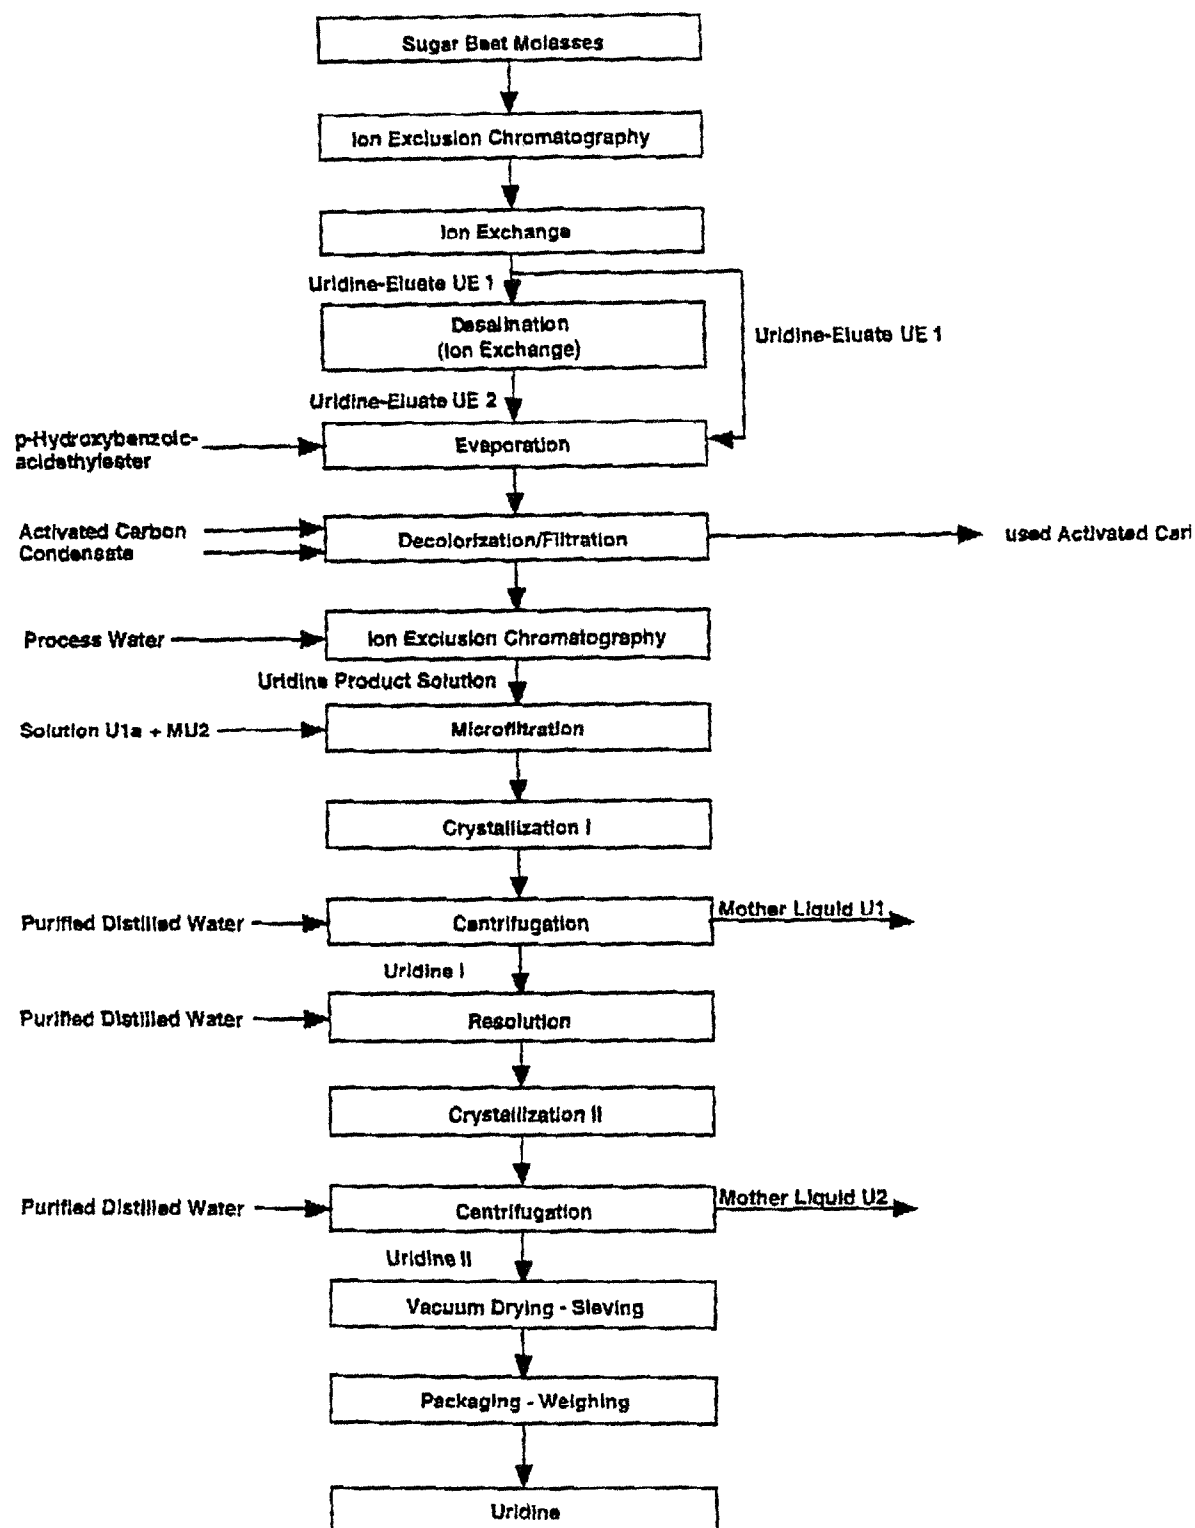 Sugar Beet Molasses
Ion Exclusion Chromatography
Ion Exchange
Uridine-Eluate UE 1
Desalination
(Ion Exchange)
Uridine-Eluate UE 1
Uridine-Eluate UE 2
p-Hydroxybenzoic-
acidethylester
Evaporation
Activated Carbon
Condensate
Decolorization/Filtration
used Activated Carl
Process Water
Ion Exclusion Chromatography
Uridine Product Solution
Solution U1a + MU2
Microfiltration
Crystallization I
Purified Distilled Water
Centrifugation
Mother Liquid U1
Uridine I
Purified Distilled Water
Resolution
Crystallization II
Purified Distilled Water
Centrifugation
Mother Liquid U2
Uridine II
Vacuum Drying - Sieving
Packaging - Weighing
Uridine